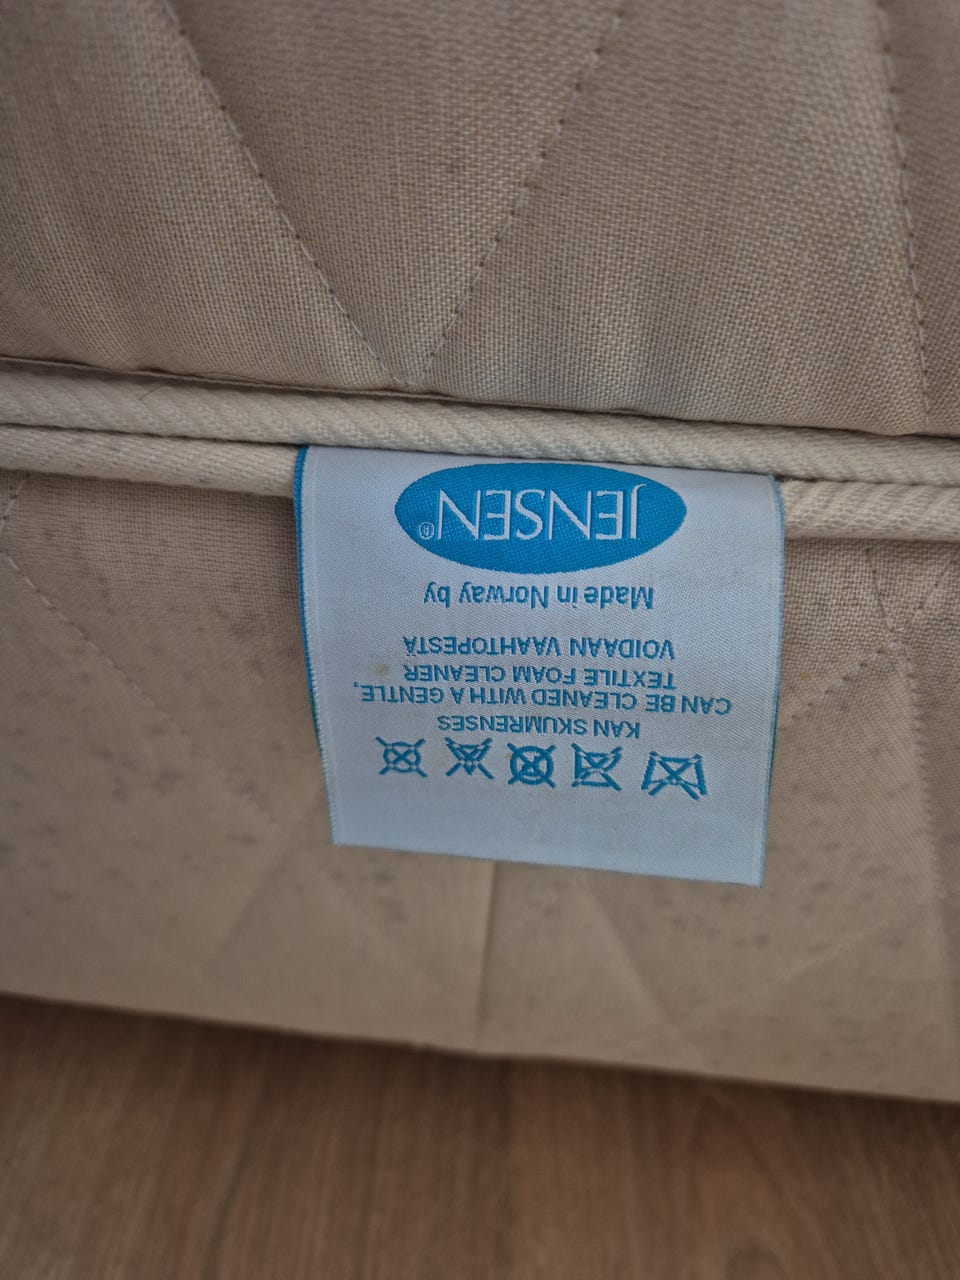 KAN SKUMRENSES
CAN BE CLEANED WITH A GENTLE,
TEXTILE FOAM CLEANER
VOIDAAN VAAHTOPESTÄ
Made in Norway by
JENSEN®